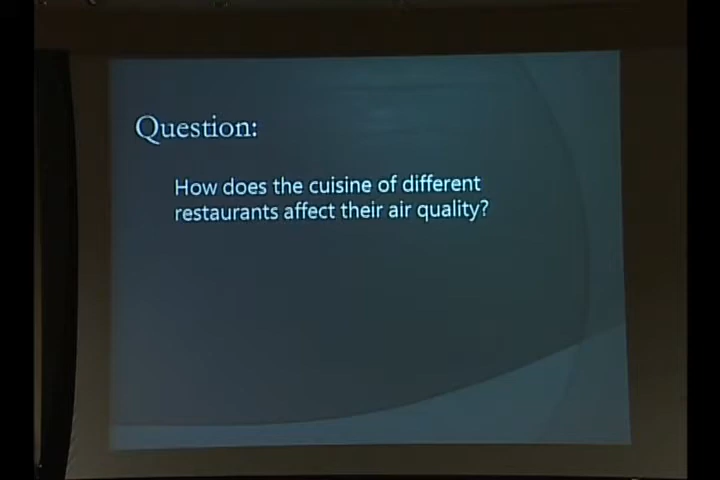 Question:
How does the cuisine of different
restaurants affect their air quality?